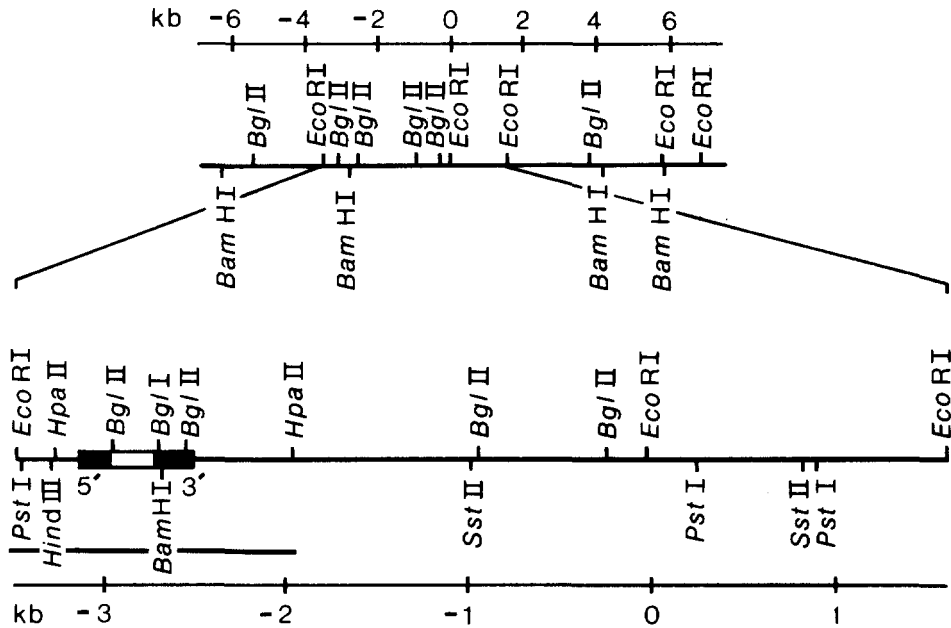 kb -6 -4 -2 0 2 4 6
Bgl II
Eco RI
Bgl II
Bgl II
Bgl II
Bgl II
Eco RI
Eco RI
Bgl II
Eco RI
Eco RI
Bam HI
Bam HI
Bam HI
Bam HI
Eco RI
Hpa II
Bgl II
Bgl I
Bgl II
Hpa II
Bgl II
Bgl II
Eco RI
Eco RI
5′ 3′
Pst I
Hind III
Bam HI
Sst II
Pst I
Sst II
Pst I
kb -3 -2 -1 0 1